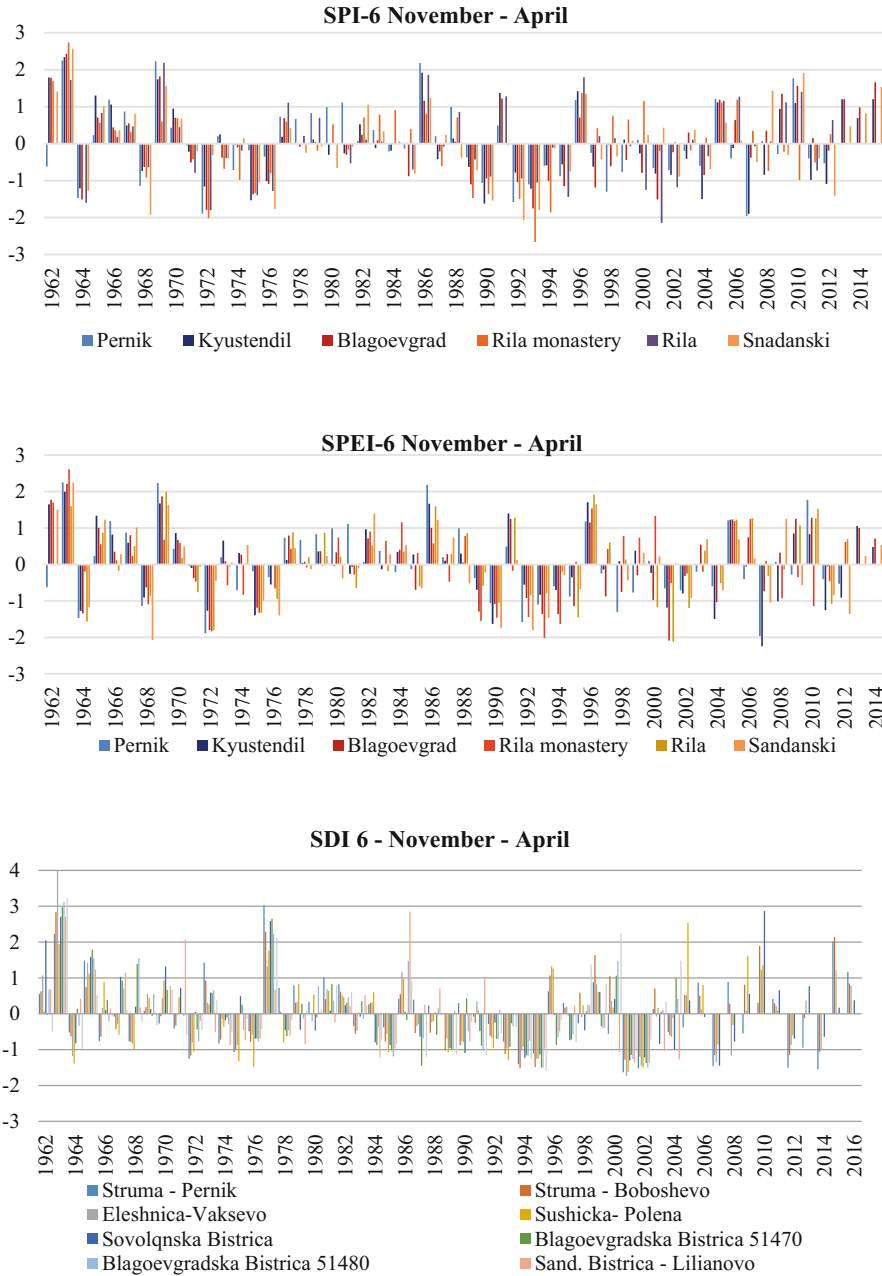 SPI-6 November - April
3
2
1
0
-1
-2
-3
1962 1964 1966 1968 1970 1972 1974 1976 1978 1980 1982 1984 1986 1988 1990 1992 1994 1996 1998 2000 2002 2004 2006 2008 2010 2012 2014
Pernik Kyustendil Blagoevgrad Rila monastery Rila Snadanski
SPEI-6 November - April
3
2
1
0
-1
-2
-3
1962 1964 1966 1968 1970 1972 1974 1976 1978 1980 1982 1984 1986 1988 1990 1992 1994 1996 1998 2000 2002 2004 2006 2008 2010 2012 2014
Pernik Kyustendil Blagoevgrad Rila monastery Rila Sandanski
SDI 6 - November - April
4
3
2
1
0
-1
-2
-3
1962 1964 1966 1968 1970 1972 1974 1976 1978 1980 1982 1984 1986 1988 1990 1992 1994 1996 1998 2000 2002 2004 2006 2008 2010 2012 2014 2016
Struma - Pernik Struma - Boboshevo
Eleshnica-Vaksevo Sushicka- Polena
Sovolqnska Bistrica Blagoevgradska Bistrica 51470
Blagoevgradska Bistrica 51480 Sand. Bistrica - Lilianovo